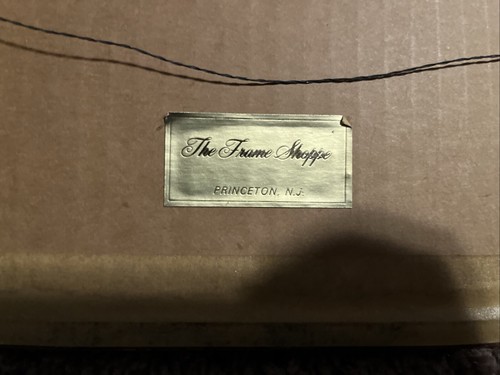 The Frame Shoppe
PRINCETON, N.J.